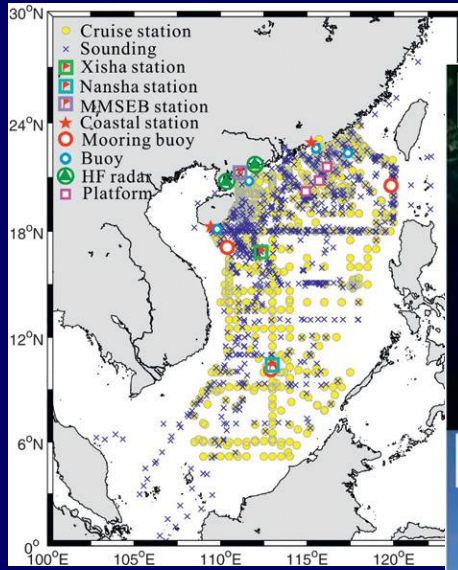 30°N
24°N
18°N
12°N
6°N
0°
Cruise station
Sounding
Xisha station
Nansha station
MMSEB station
Coastal station
Mooring buoy
Buoy
HF radar
Platform
100°E
105°E
110°E
115°E
120°E